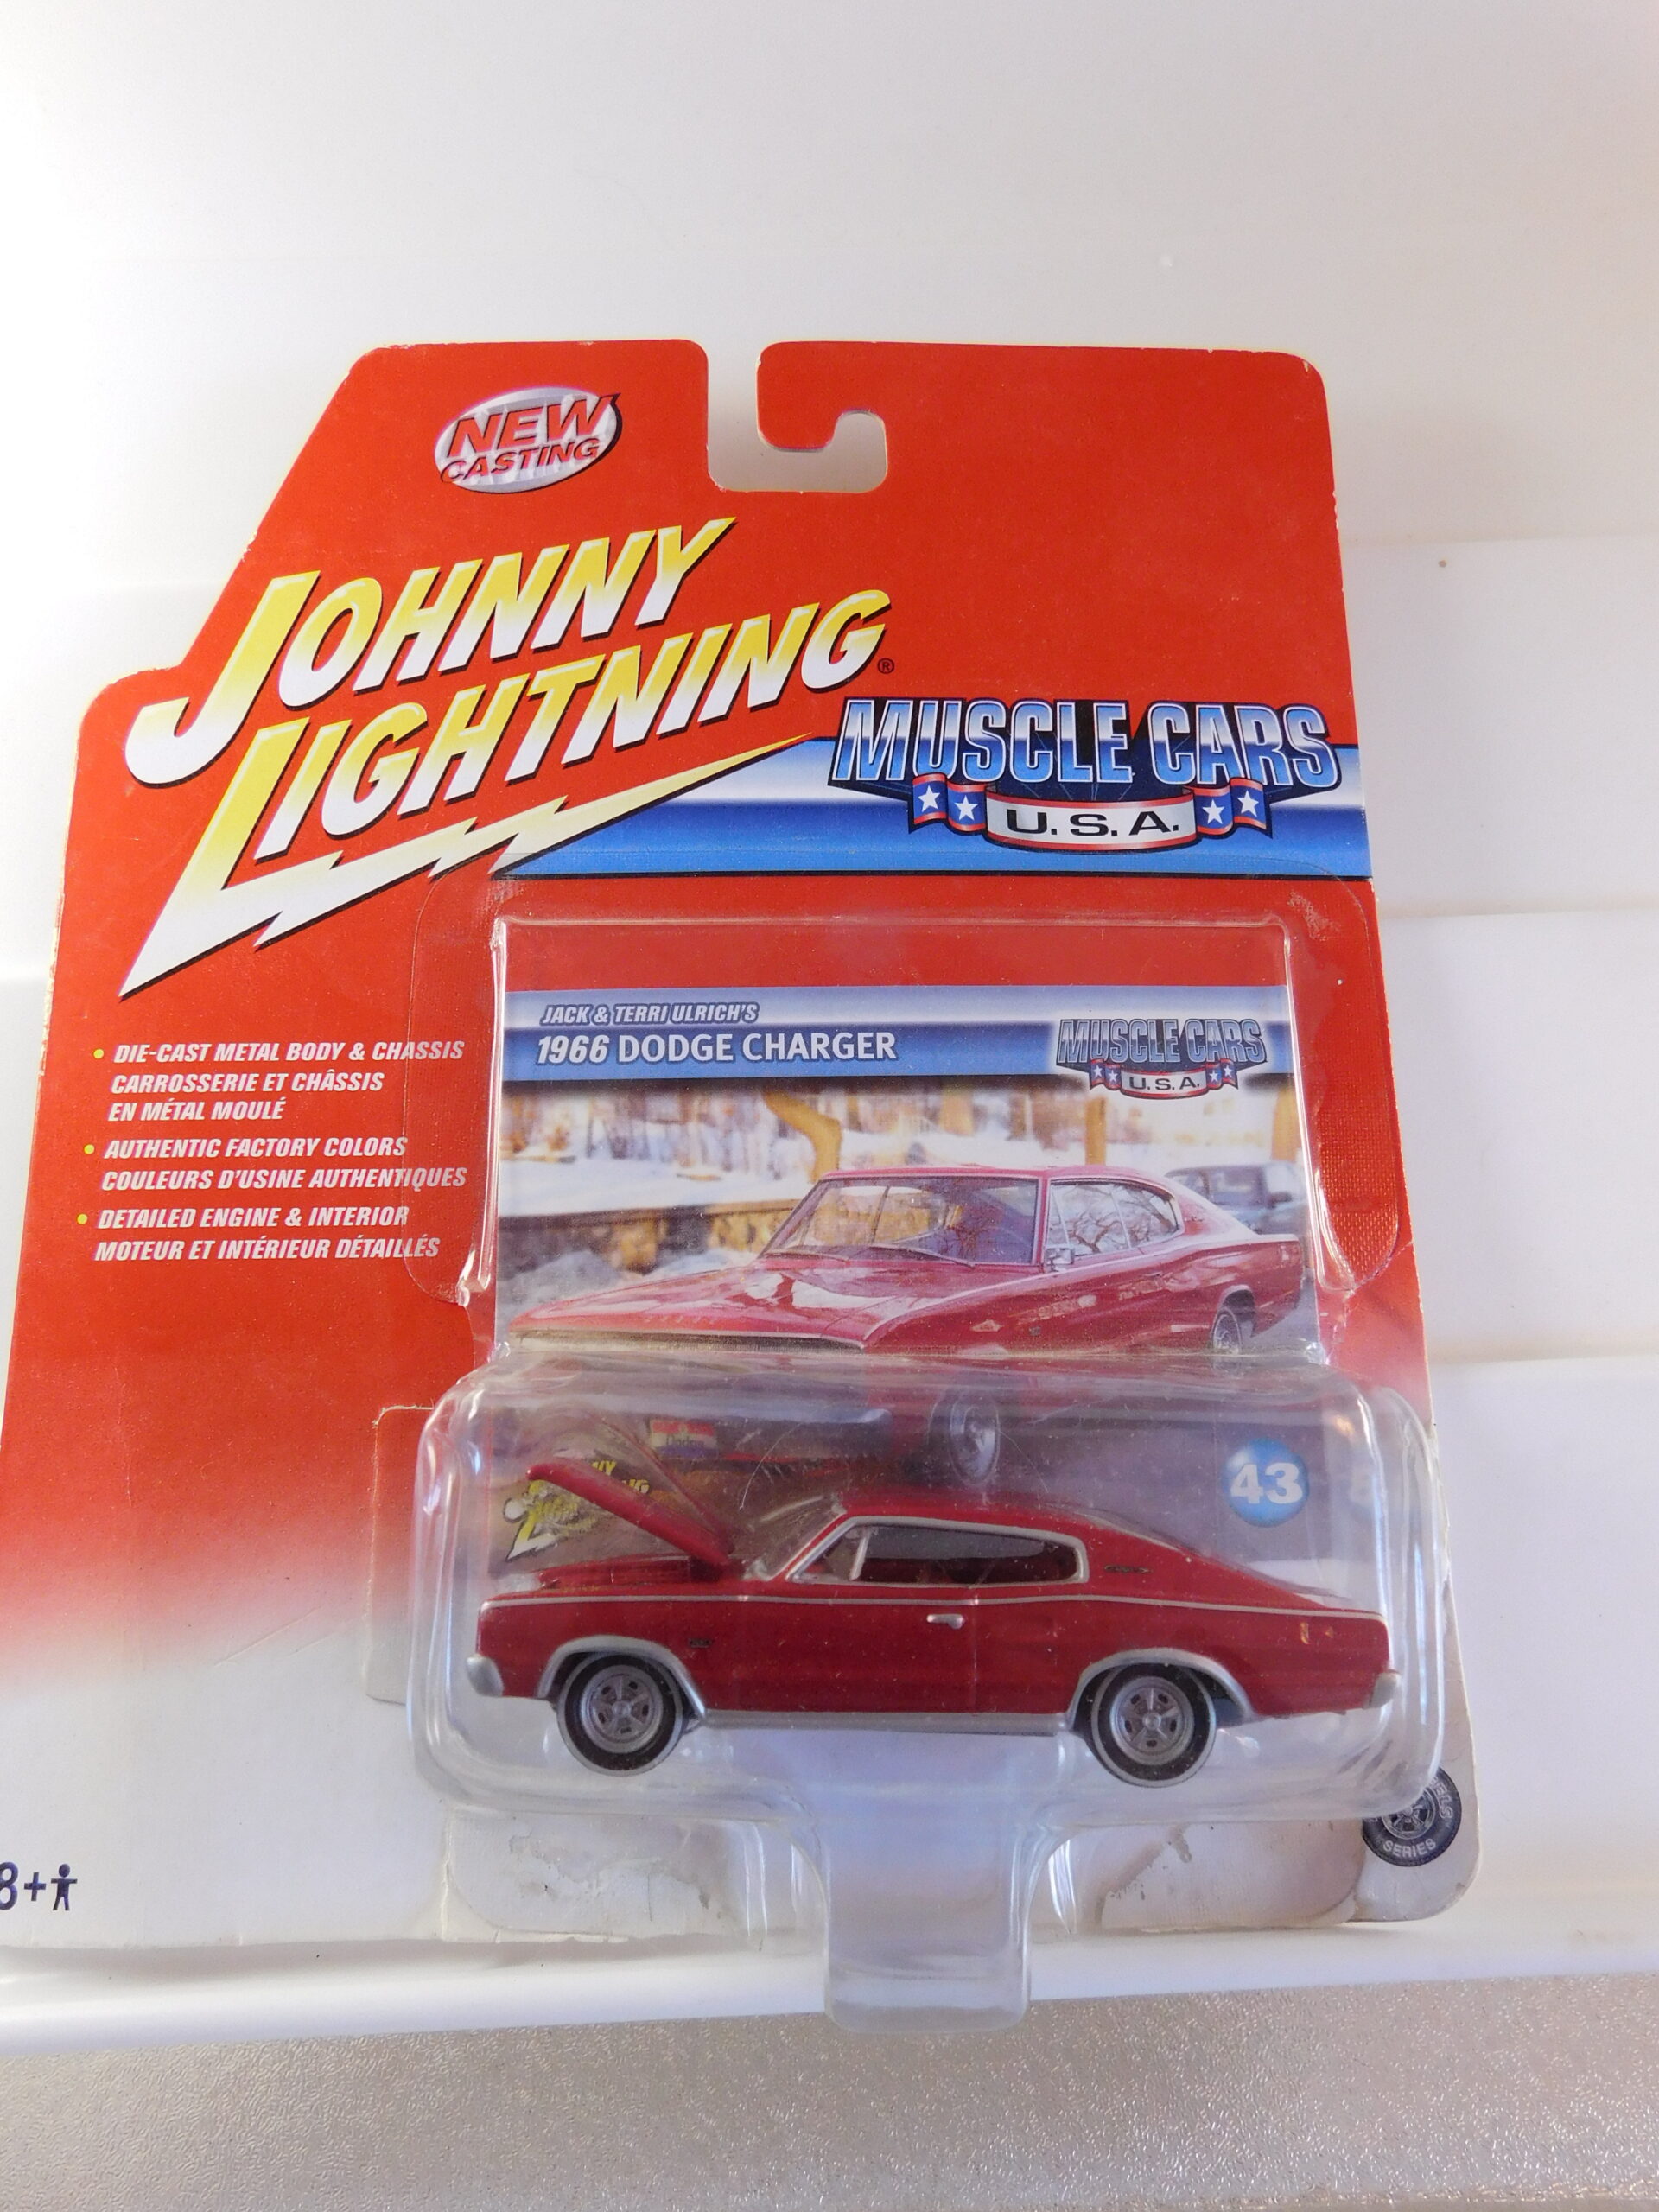 NEW
CASTING
JOHNNY
LIGHTNING®
MUSCLE CARS
U.S.A.
JACK & TERRI ULRICH'S
1966 DODGE CHARGER
MUSCLE CARS
U.S.A.
• DIE-CAST METAL BODY & CHASSIS
CARROSSERIE ET CHÂSSIS
EN MÉTAL MOULÉ
• AUTHENTIC FACTORY COLORS
COULEURS D'USINE AUTHENTIQUES
• DETAILED ENGINE & INTERIOR
MOTEUR ET INTÉRIEUR DÉTAILLÉS
43
8+
SERIES